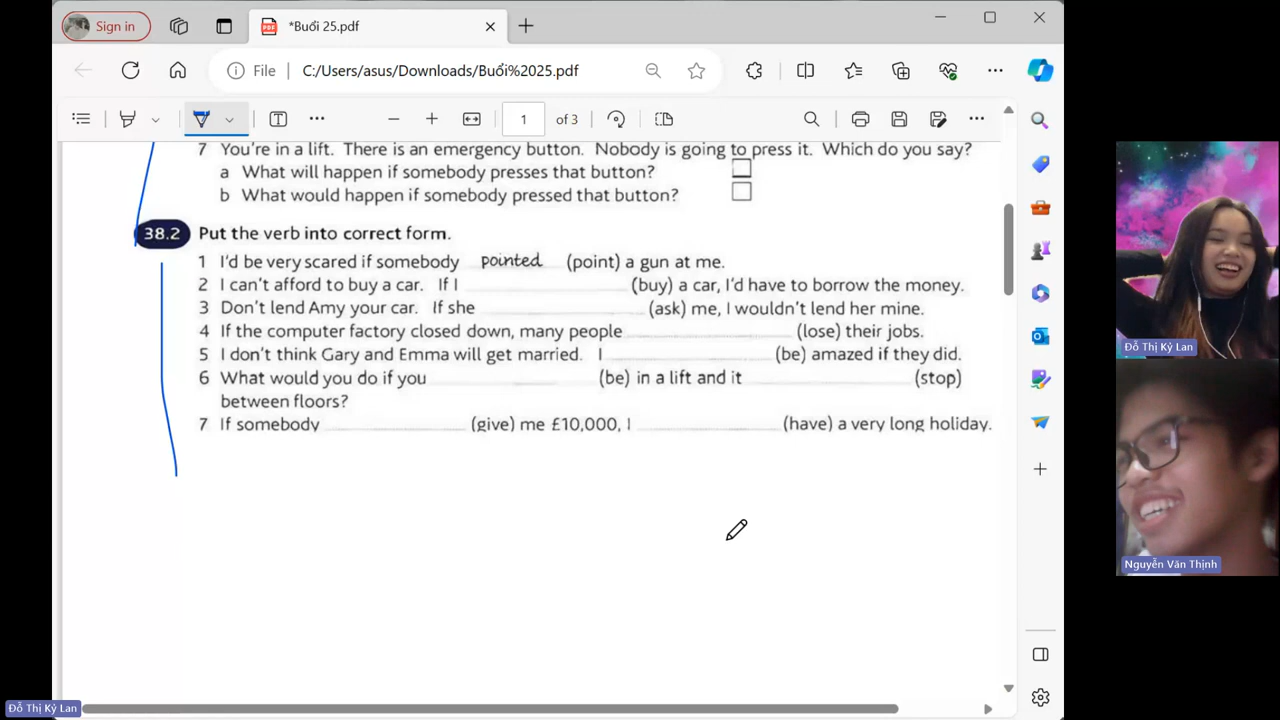 Sign in
*Buổi 25.pdf
File
C:/Users/asus/Downloads/Buổi%2025.pdf
1 of 3
7 You're in a lift. There is an emergency button. Nobody is going to press it. Which do you say?
a What will happen if somebody presses that button?
b What would happen if somebody pressed that button?
38.2 Put the verb into correct form.
1 I'd be very scared if somebody pointed (point) a gun at me.
2 I can't afford to buy a car. If I (buy) a car, I'd have to borrow the money.
3 Don't lend Amy your car. If she (ask) me, I wouldn't lend her mine.
4 If the computer factory closed down, many people (lose) their jobs.
5 I don't think Gary and Emma will get married. I (be) amazed if they did.
6 What would you do if you (be) in a lift and it (stop)
between floors?
7 If somebody (give) me £10,000, I (have) a very long holiday.
Đỗ Thị Kỷ Lan
Nguyễn Văn Thịnh
Đỗ Thị Kỷ Lan